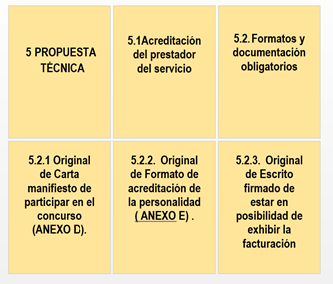 5 PROPUESTA
TÉCNICA
5.1Acreditación
del prestador
del servicio
5.2. Formatos y
documentación
obligatorios
5.2.1 Original
de Carta
manifiesto de
participar en el
concurso
(ANEXO D).
5.2.2. Original
de Formato de
acreditación de
la personalidad
( ANEXO E) .
5.2.3. Original
de Escrito
firmado de
estar en
posibilidad de
exhibir la
facturación